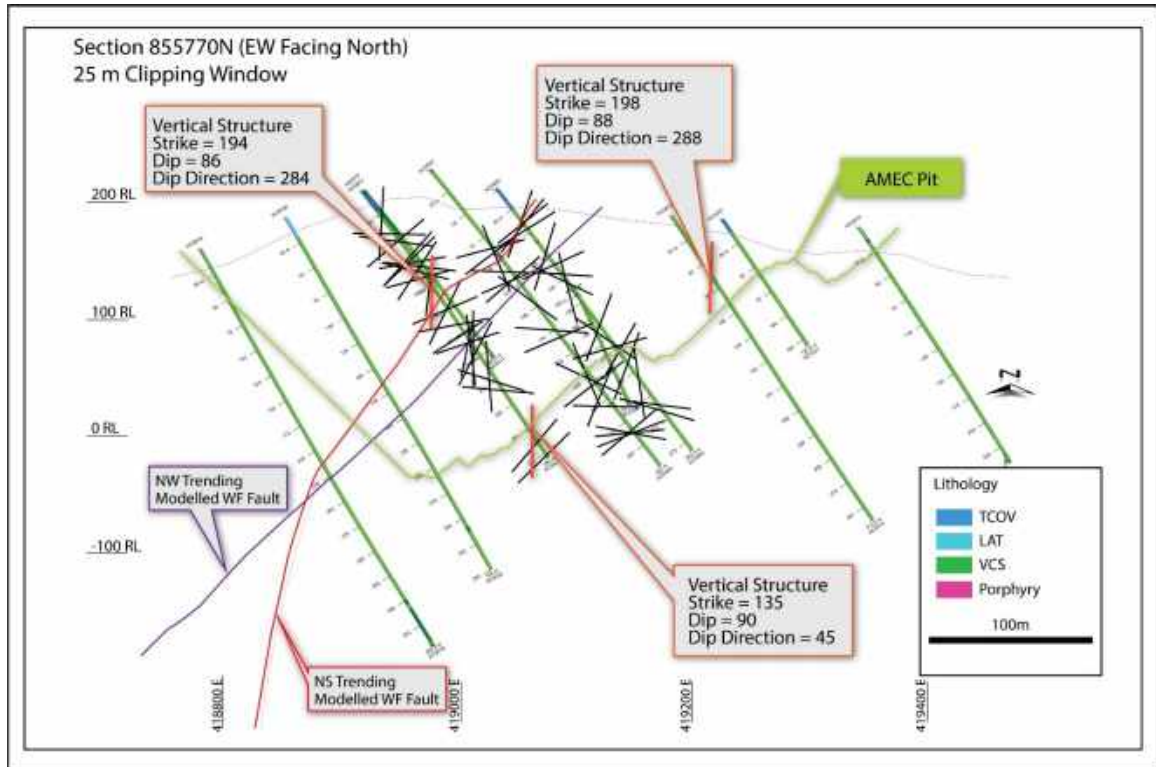 Section 855770N (EW Facing North)
25 m Clipping Window
Vertical Structure
Strike = 194
Dip = 86
Dip Direction = 284
Vertical Structure
Strike = 198
Dip = 88
Dip Direction = 288
AMEC Pit
200 RL
100 RL
0 RL
-100 RL
NW Trending
Modelled WF Fault
NS Trending
Modelled WF Fault
Vertical Structure
Strike = 135
Dip = 90
Dip Direction = 45
Z
Lithology
TCOV
LAT
VCS
Porphyry
100m
418800 E
419000 E
419200 E
419400 E